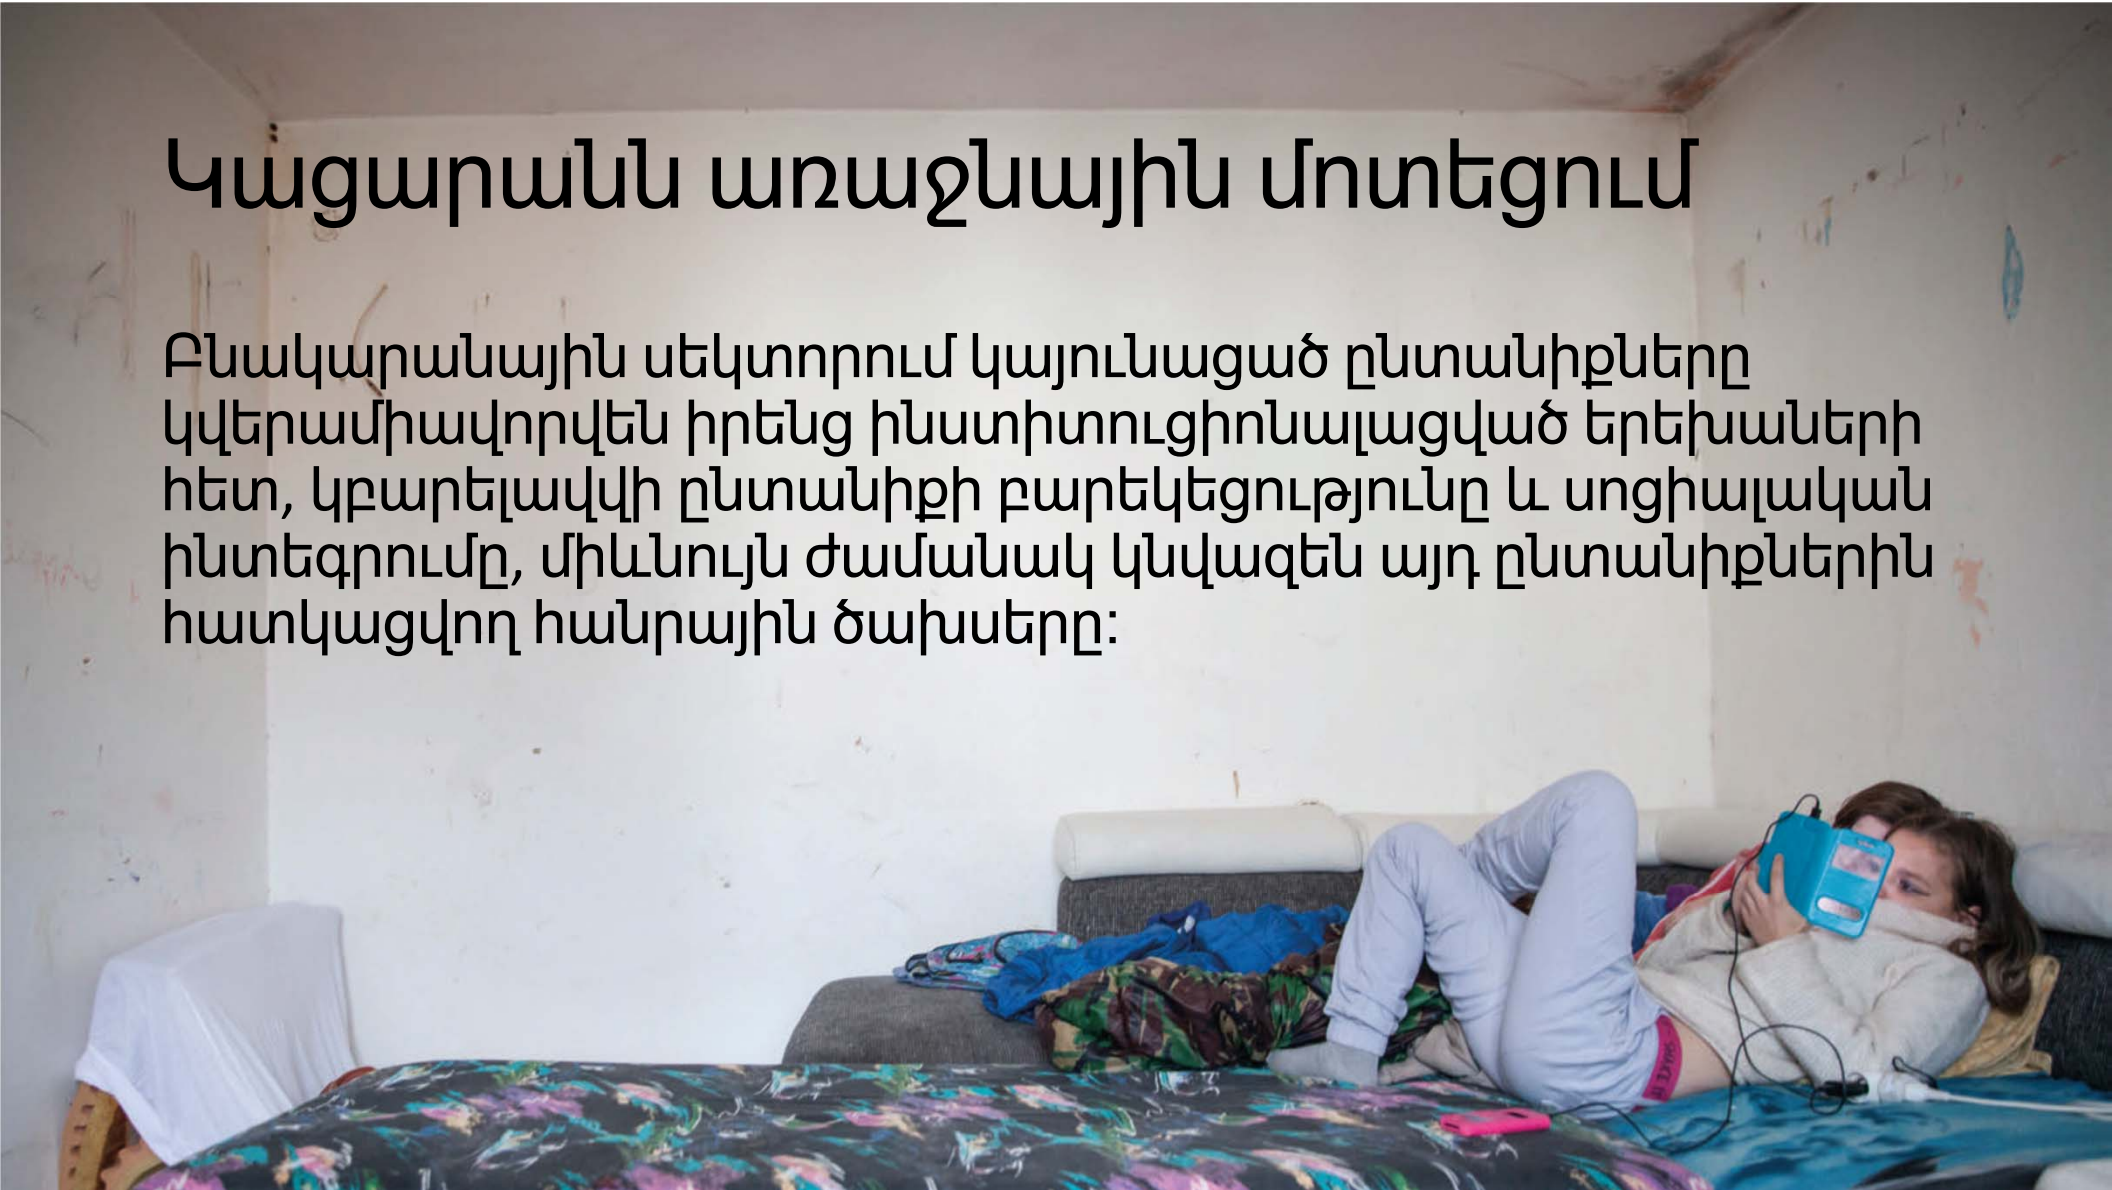 Կացարանն առաջնային մոտեցում
Բնակարանային սեկտորում կայունացած ընտանիքները
կվերամիավորվեն իրենց ինստիտուցիոնալացված երեխաների
հետ, կբարելավվի ընտանիքի բարեկեցությունը և սոցիալական
ինտեգրումը, միևնույն ժամանակ կնվազեն այդ ընտանիքներին
հատկացվող հանրային ծախսերը: